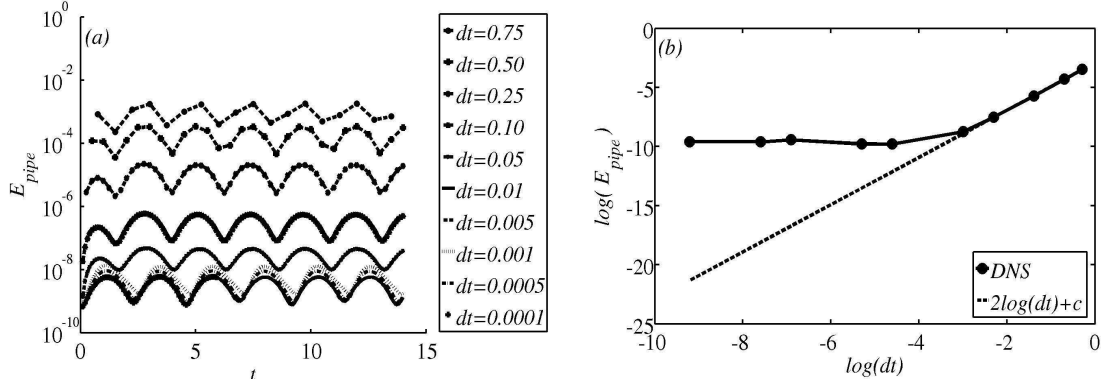 (a)
10^0
10^-2
10^-4
10^-6
10^-8
10^-10
E_pipe
0 5 10 15
t
dt=0.75
dt=0.50
dt=0.25
dt=0.10
dt=0.05
dt=0.01
dt=0.005
dt=0.001
dt=0.0005
dt=0.0001
(b)
0
-5
-10
-15
-20
-25
log( E_pipe )
-10 -8 -6 -4 -2 0
log(dt)
DNS
2log(dt)+c